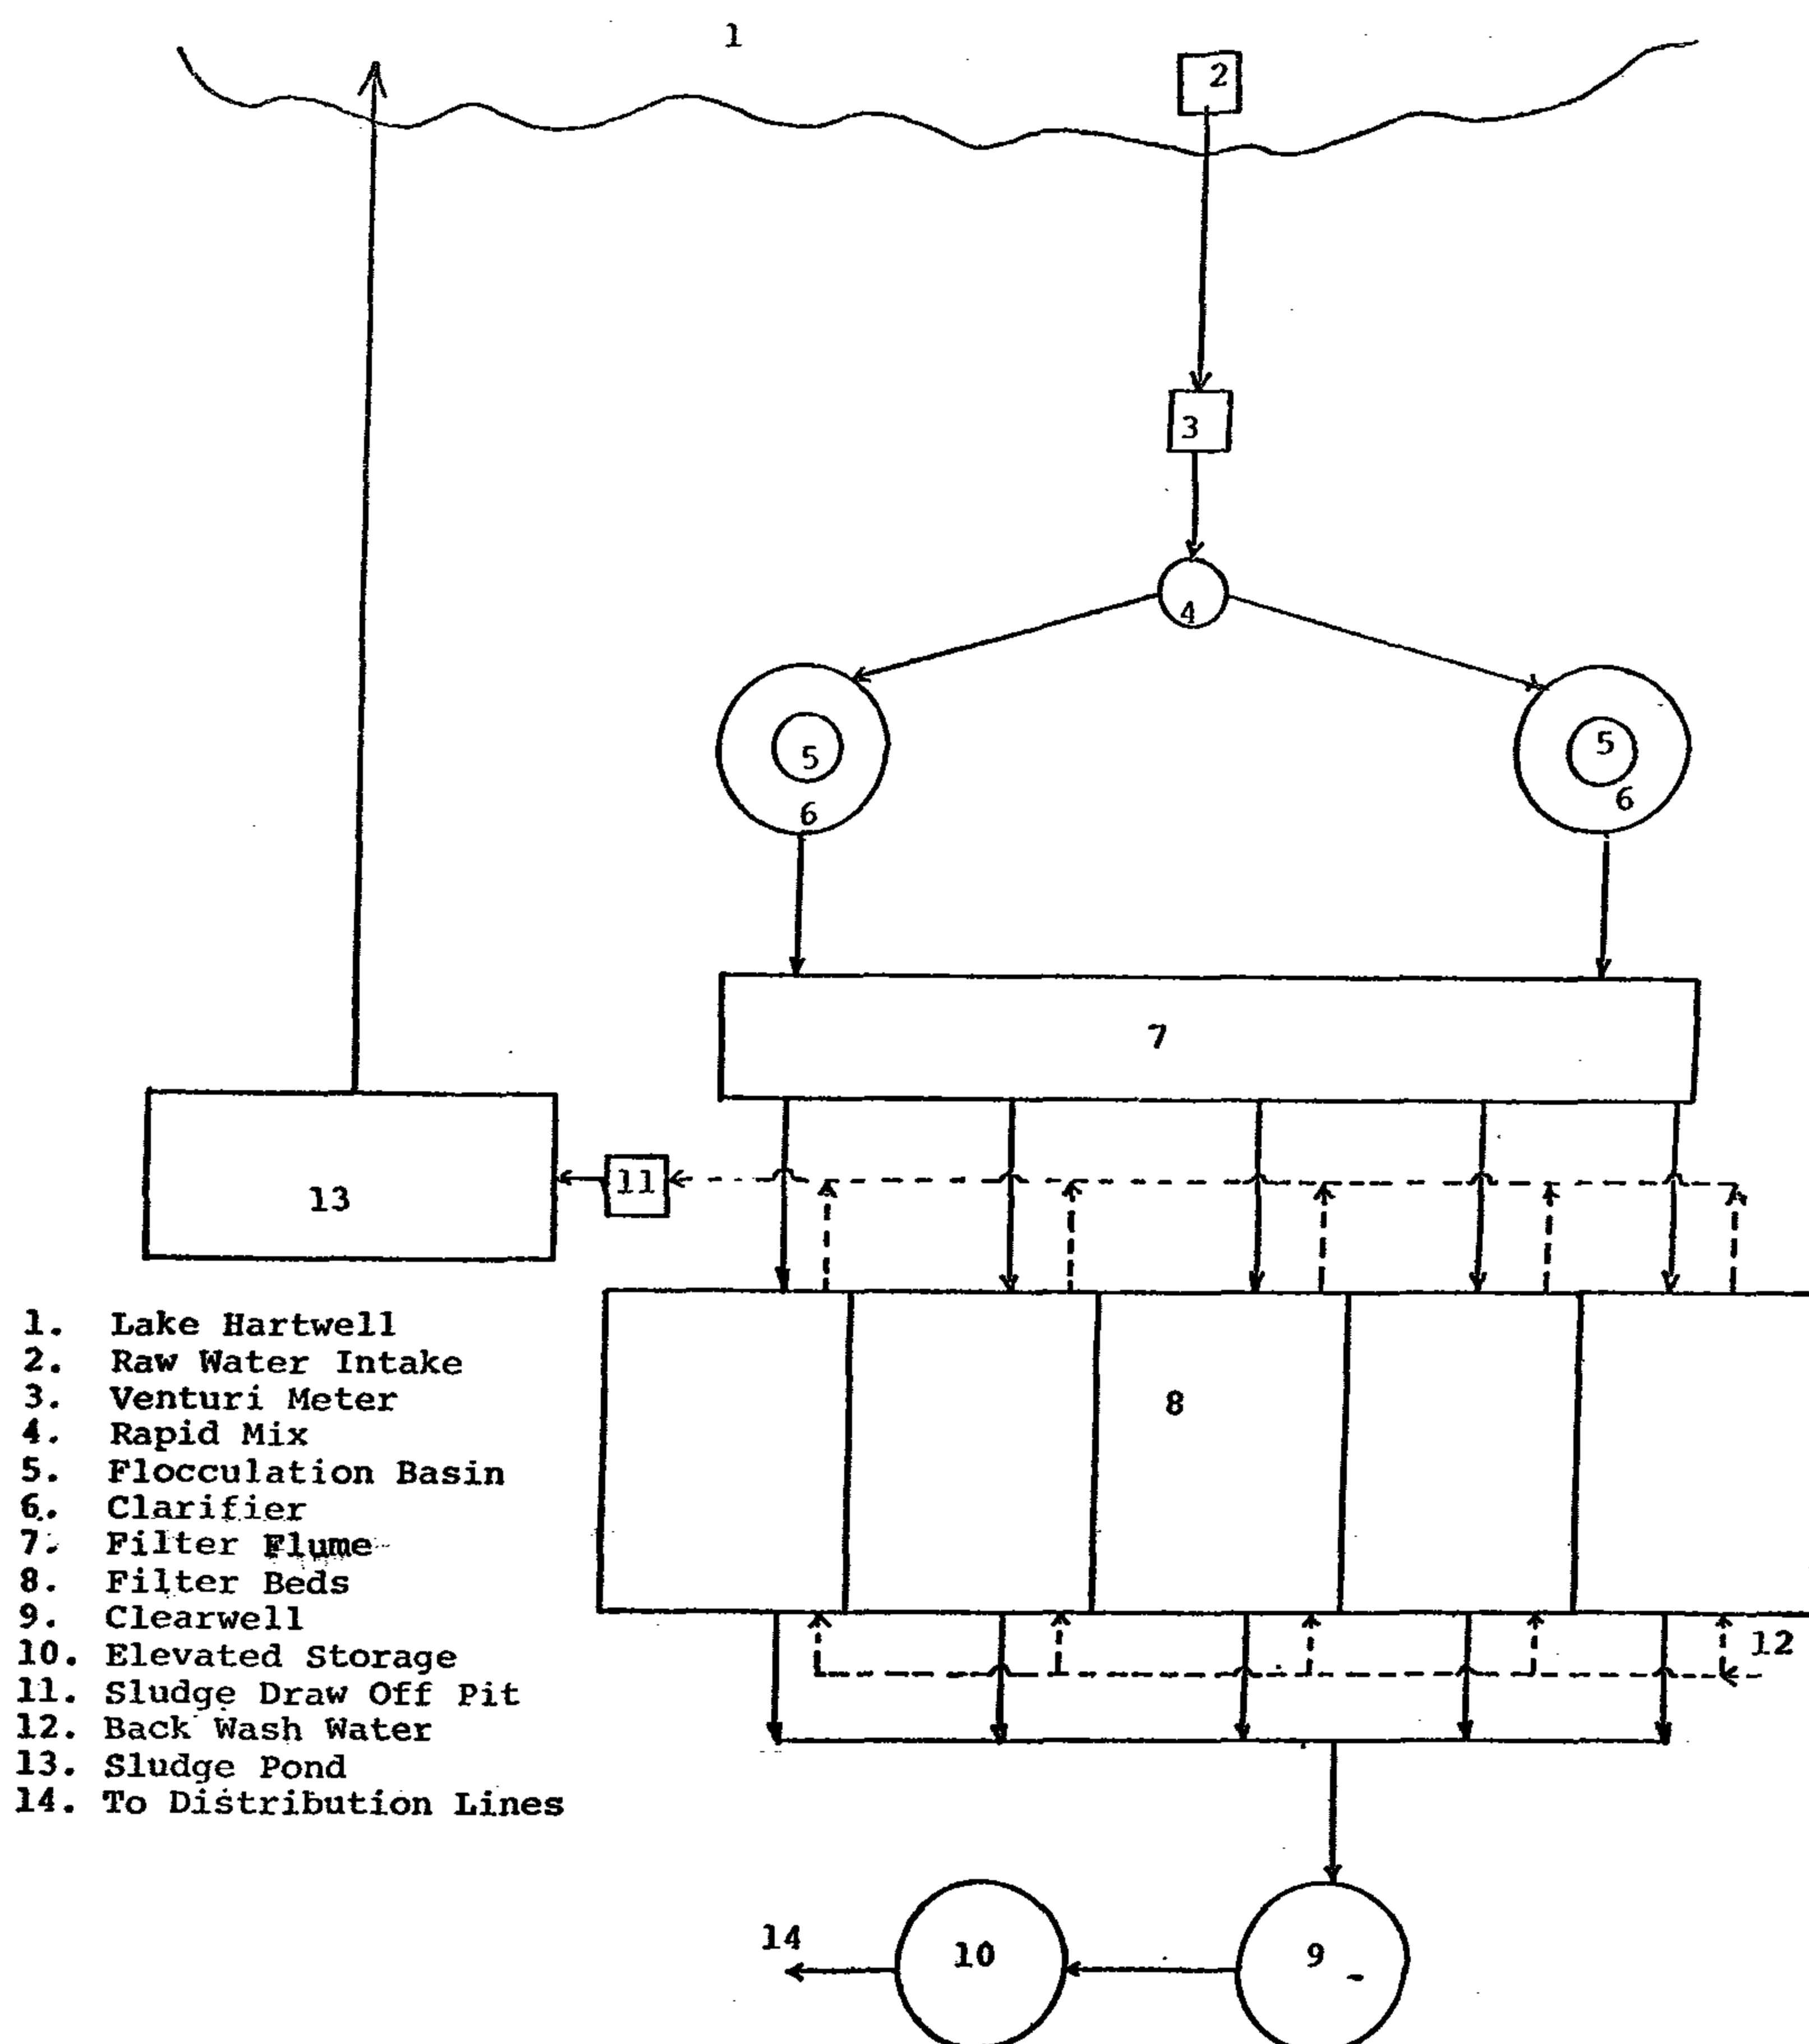 1
2
3
4
5
5
6
6
7
11
13
8
1. Lake Hartwell
2. Raw Water Intake
3. Venturi Meter
4. Rapid Mix
5. Flocculation Basin
6. Clarifier
7. Filter Flume
8. Filter Beds
9. Clearwell
10. Elevated Storage
11. Sludge Draw Off Pit
12. Back Wash Water
13. Sludge Pond
14. To Distribution Lines
12
14
10
9